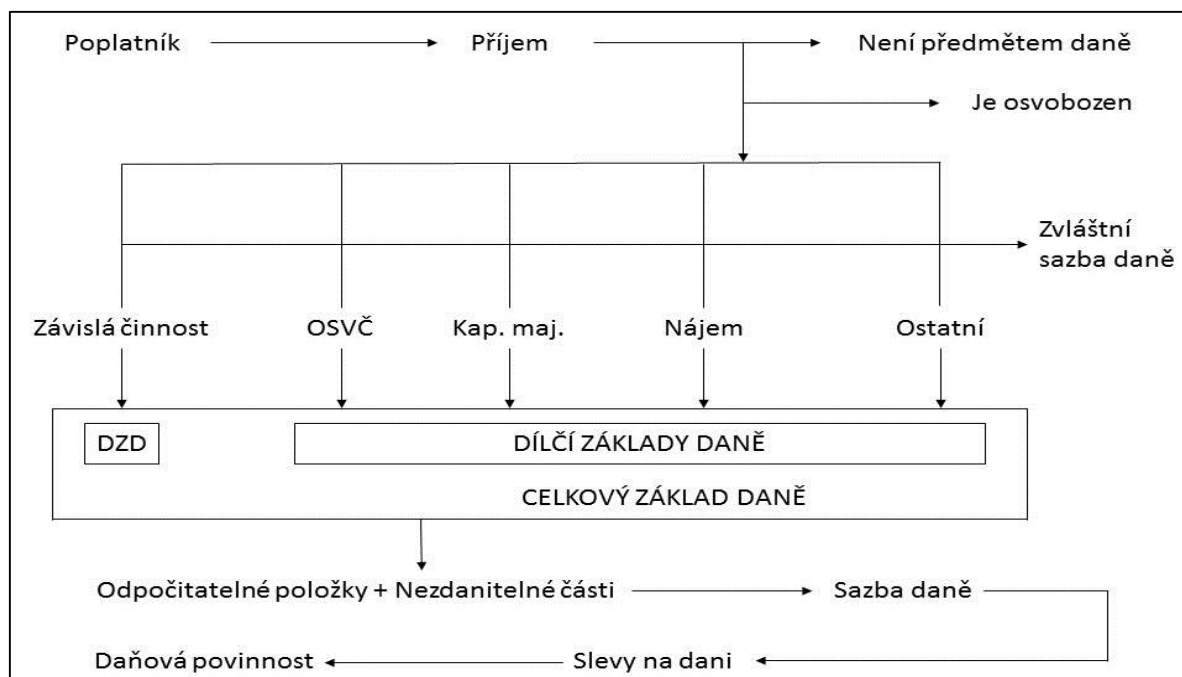 Poplatník
Příjem
Není předmětem daně
Je osvobozen
Zvláštní
sazba daně
Závislá činnost
OSVČ
Kap. maj.
Nájem
Ostatní
DZD
DÍLČÍ ZÁKLADY DANĚ
CELKOVÝ ZÁKLAD DANĚ
Odpočitatelné položky + Nezdanitelné části
Sazba daně
Daňová povinnost
Slevy na dani